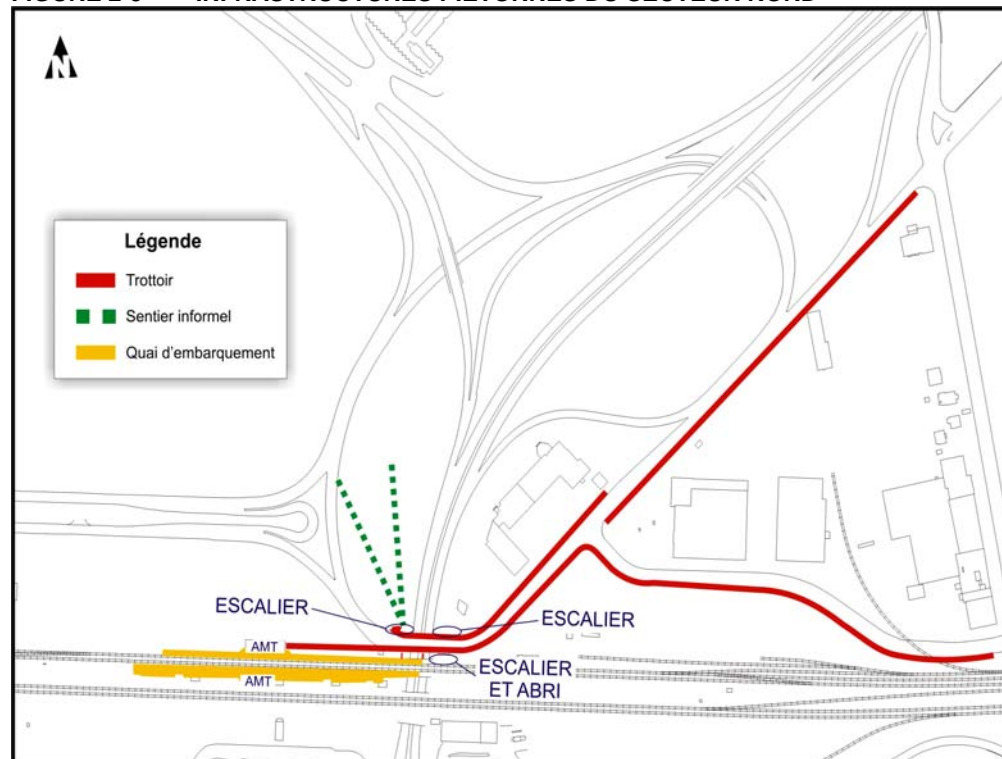 N
Légende
Trottoir
Sentier informel
Quai d'embarquement
ESCALIER
ESCALIER
AMT
ESCALIER
ET ABRI
AMT